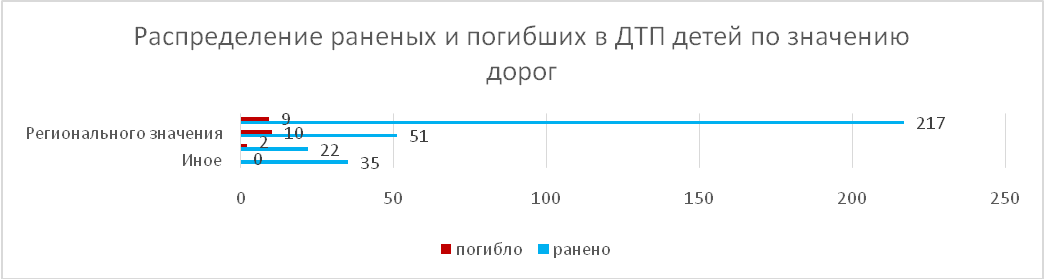 Распределение раненых и погибших в ДТП детей по значению
дорог
9
217
Регионального значения
10
51
2
22
Иное
0
35
0 50 100 150 200 250
погибло ранено